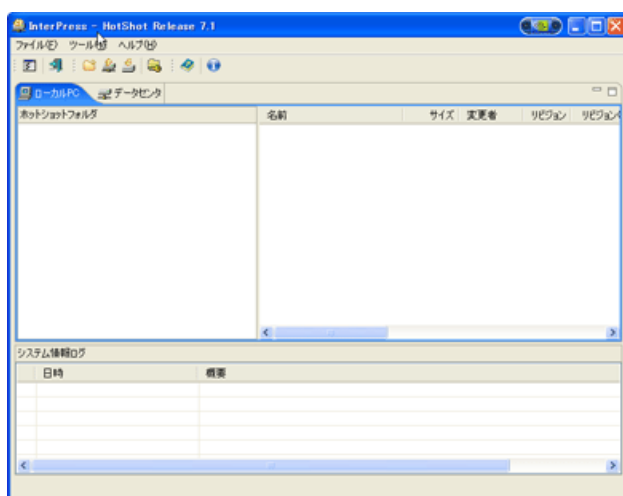 InterPress - HotShot Release 7.1
ファイル(F) ツール(T) ヘルプ(H)
ローカルPC データセンタ
ホットショットフォルダ
名前 サイズ 変更者 リビジョン
システム情報ログ
日時 概要